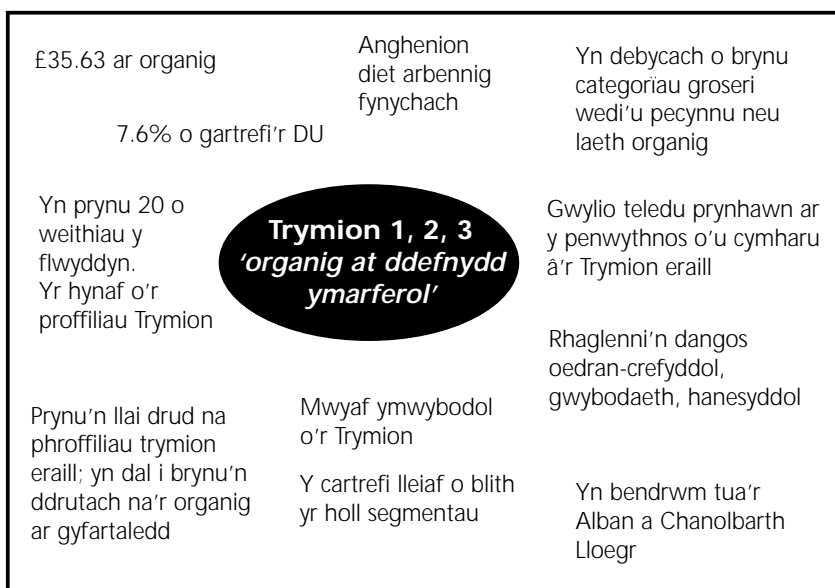 £35.63 ar organig
7.6% o gartrefi'r DU
Anghenion
diet arbennig
fynychach
Yn debycach o brynu
categorïau groseri
wedi'u pecynnu neu
laeth organig
Yn prynu 20 o
weithiau y
flwyddyn.
Yr hynaf o'r
proffiliau Trymion
Trymion 1, 2, 3
'organig at ddefnydd
ymarferol'
Gwylio teledu prynhawn ar
y penwythnos o'u cymharu
â'r Trymion eraill
Rhaglenni'n dangos
oedran-crefyddol,
gwybodaeth, hanesyddol
Prynu'n llai drud na
phroffiliau trymion
eraill; yn dal i brynu'n
ddrutach na'r organig
ar gyfartaledd
Mwyaf ymwybodol
o'r Trymion
Y cartrefi lleiaf o blith
yr holl segmentau
Yn bendrwm tua'r
Alban a Chanolbarth
Lloegr